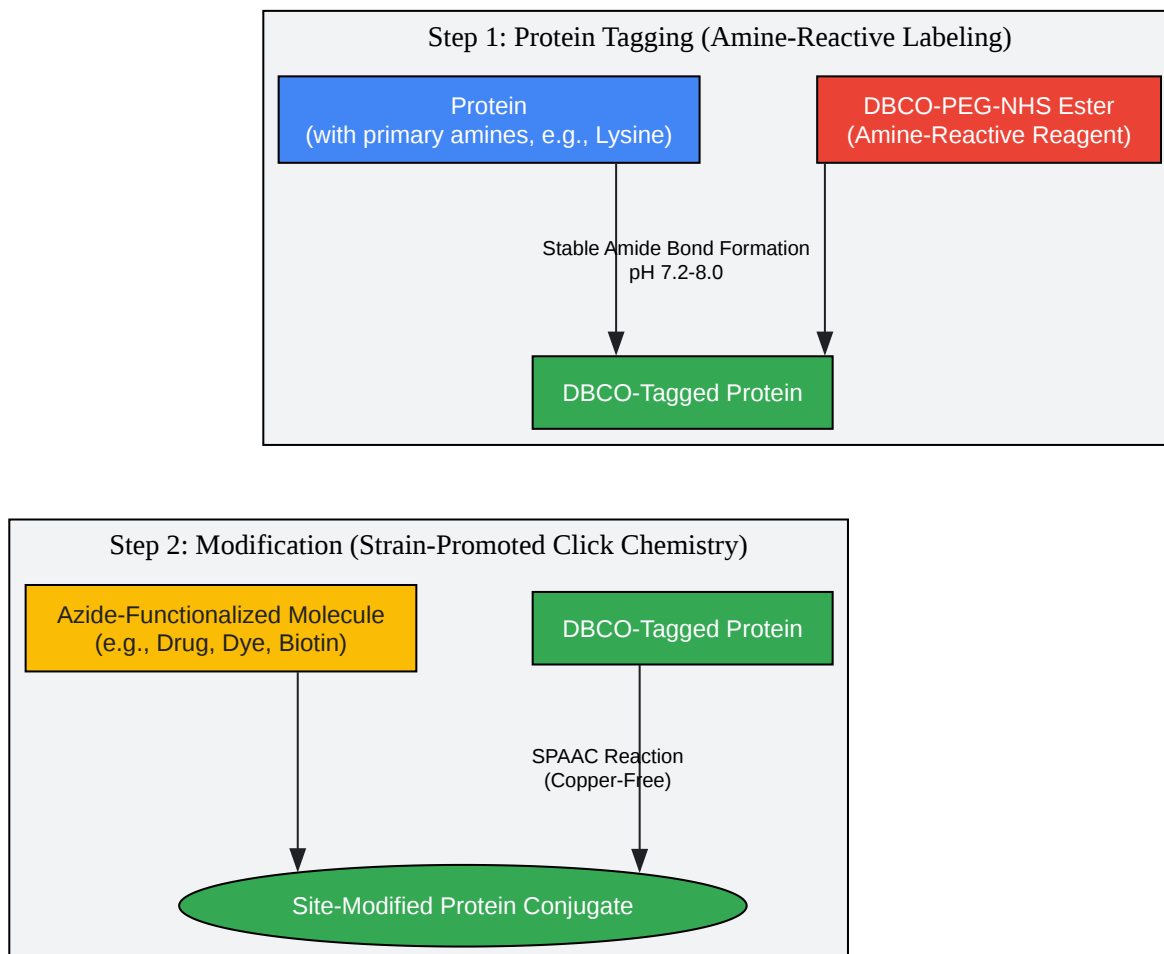 Step 1: Protein Tagging (Amine-Reactive Labeling)
Protein
(with primary amines, e.g., Lysine)
DBCO-PEG-NHS Ester
(Amine-Reactive Reagent)
Stable Amide Bond Formation
pH 7.2-8.0
DBCO-Tagged Protein
Step 2: Modification (Strain-Promoted Click Chemistry)
Azide-Functionalized Molecule
(e.g., Drug, Dye, Biotin)
DBCO-Tagged Protein
SPAAC Reaction
(Copper-Free)
Site-Modified Protein Conjugate